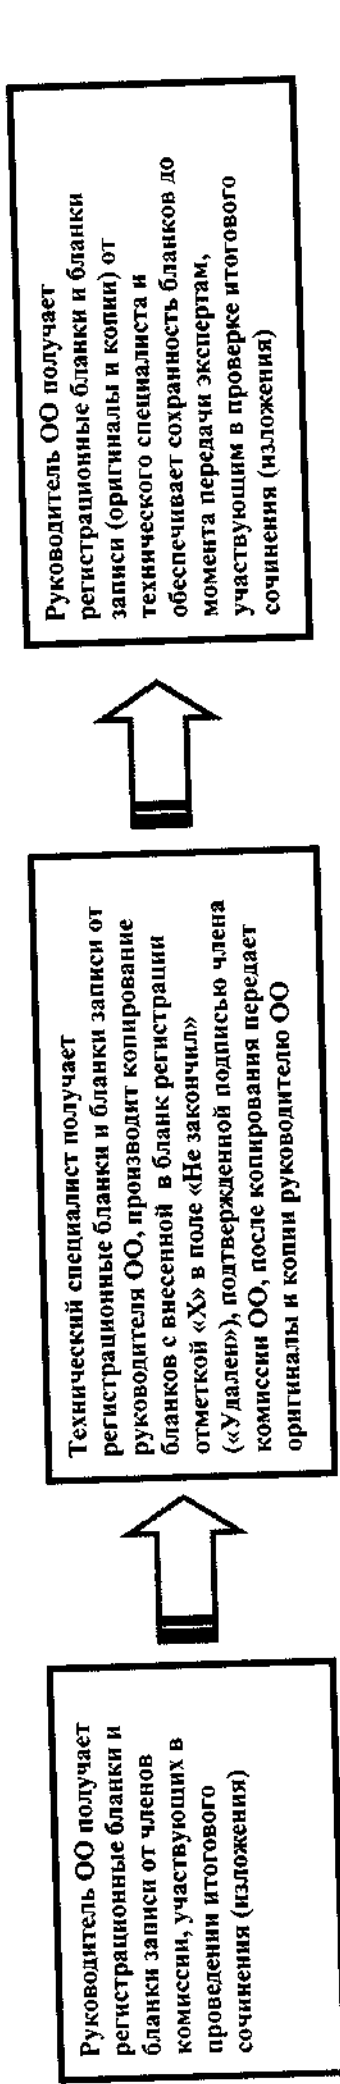 Руководитель ОО получает
регистрационные бланки и
бланки записи от членов
комиссии, участвующих в
проведении итогового
сочинения (изложения)
Технический специалист получает
регистрационные бланки и бланки записи от
руководителя ОО, производит копирование
бланков с внесенной в бланк регистрации
отметкой «Х» в поле «Не закончил»
(«Удален»), подтвержденной подписью члена
комиссии ОО, после копирования передает
оригиналы и копии руководителю ОО
Руководитель ОО получает
регистрационные бланки и бланки
записи (оригиналы и копии) от
технического специалиста и
обеспечивает сохранность бланков до
момента передачи экспертам,
участвующим в проверке итогового
сочинения (изложения)